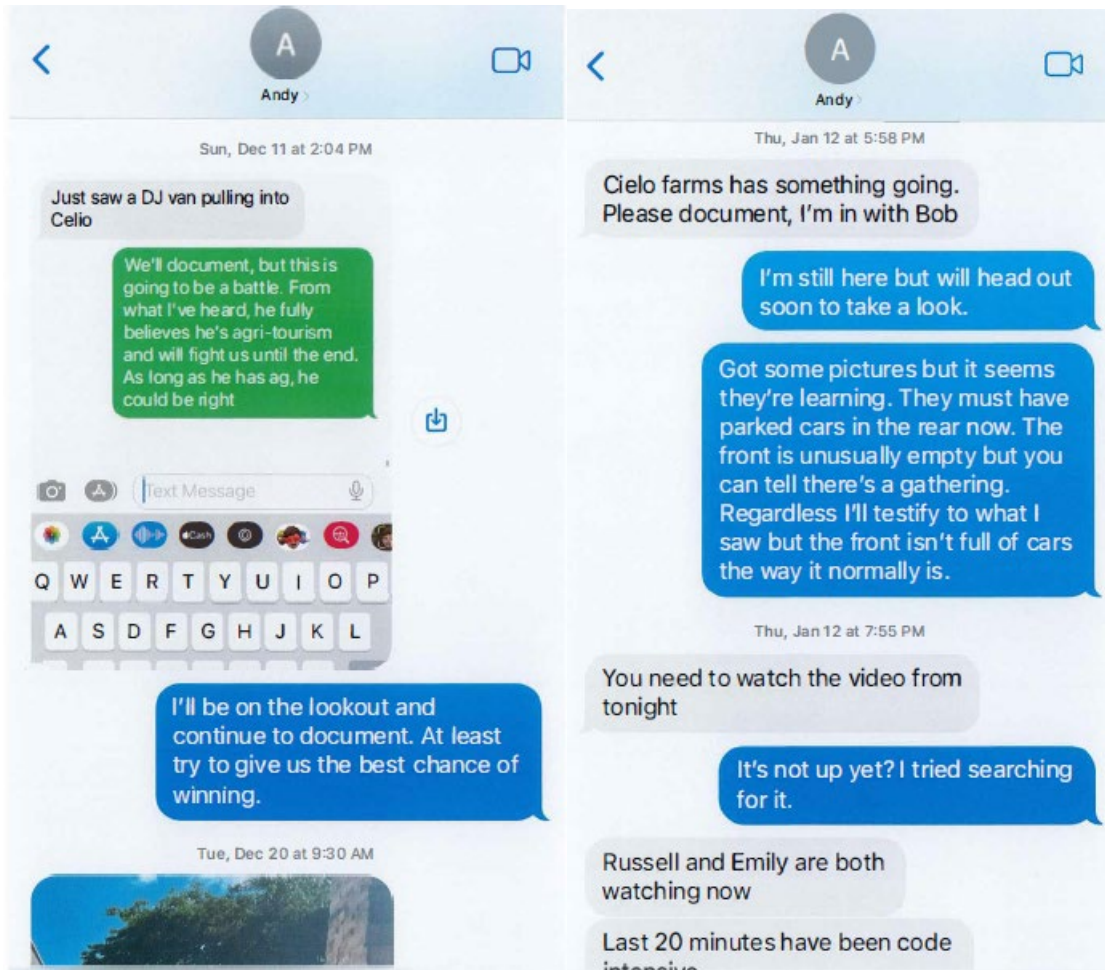 A
Andy
Sun, Dec 11 at 2:04 PM
Just saw a DJ van pulling into
Celio
We'll document, but this is
going to be a battle. From
what I've heard, he fully
believes he's agri-tourism
and will fight us until the end.
As long as he has ag, he
could be right
Text Message
Cash
Q W E R T Y U I O P
A S D F G H J K L
I'll be on the lookout and
continue to document. At least
try to give us the best chance of
winning.
Tue, Dec 20 at 9:30 AM
A
Andy
Thu, Jan 12 at 5:58 PM
Cielo farms has something going.
Please document, I'm in with Bob
I'm still here but will head out
soon to take a look.
Got some pictures but it seems
they're learning. They must have
parked cars in the rear now. The
front is unusually empty but you
can tell there's a gathering.
Regardless I'll testify to what I
saw but the front isn't full of cars
the way it normally is.
Thu, Jan 12 at 7:55 PM
You need to watch the video from
tonight
It's not up yet? I tried searching
for it.
Russell and Emily are both
watching now
Last 20 minutes have been code